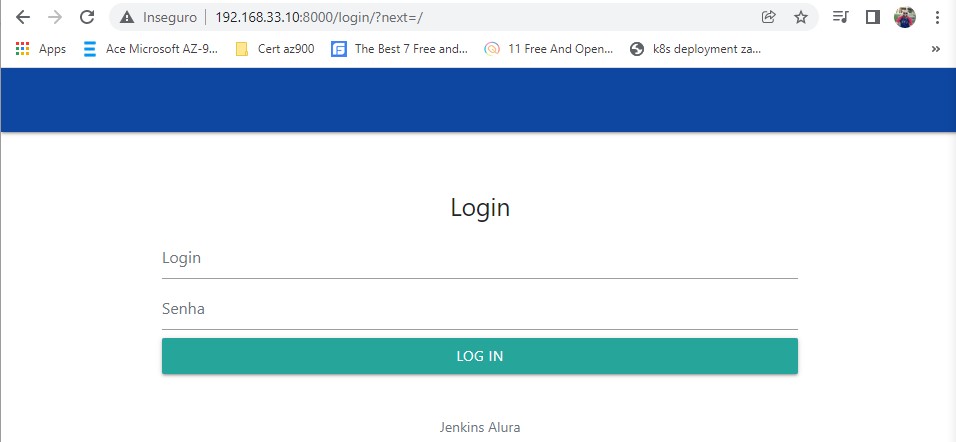 Inseguro 192.168.33.10:8000/login/?next=/
Apps Ace Microsoft AZ-9... Cert az900 The Best 7 Free and... 11 Free And Open... k8s deployment za... »
Login
Login
Senha
LOG IN
Jenkins Alura